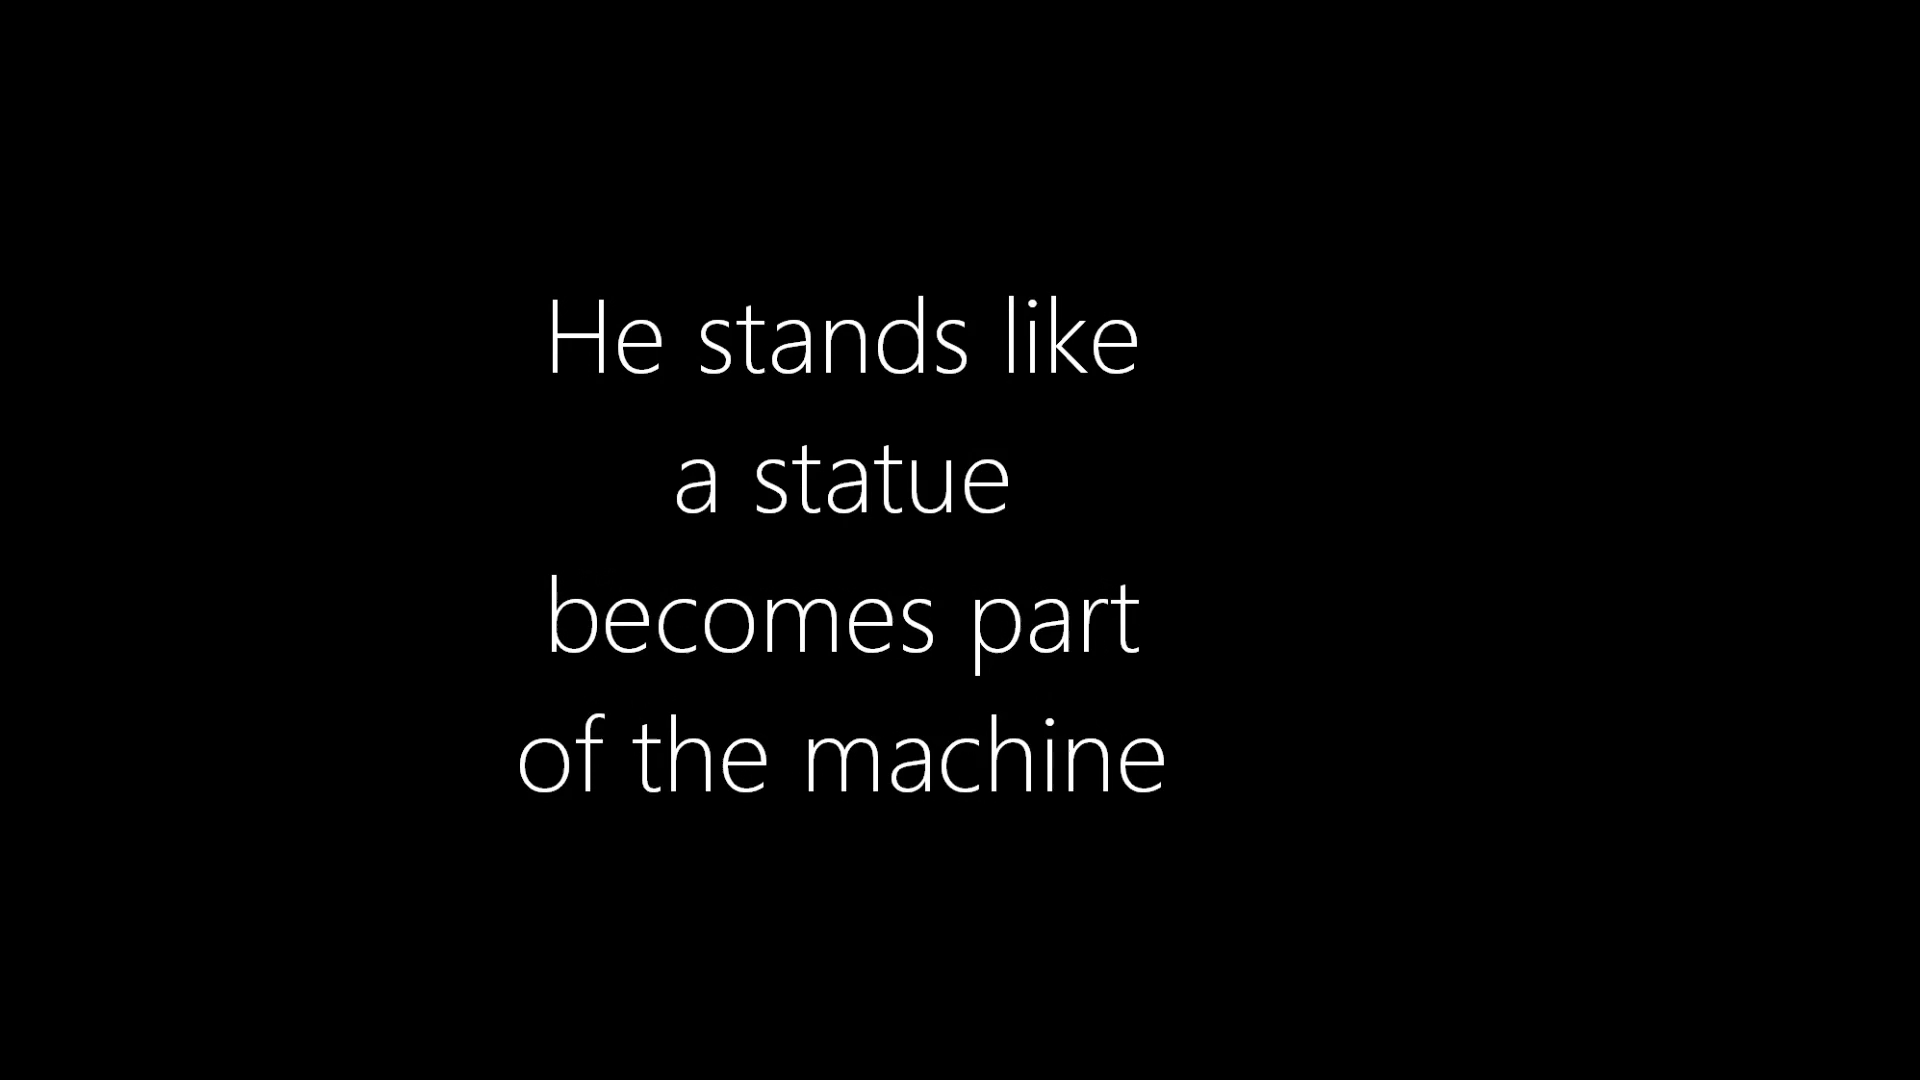 He stands like
a statue
becomes part
of the machine